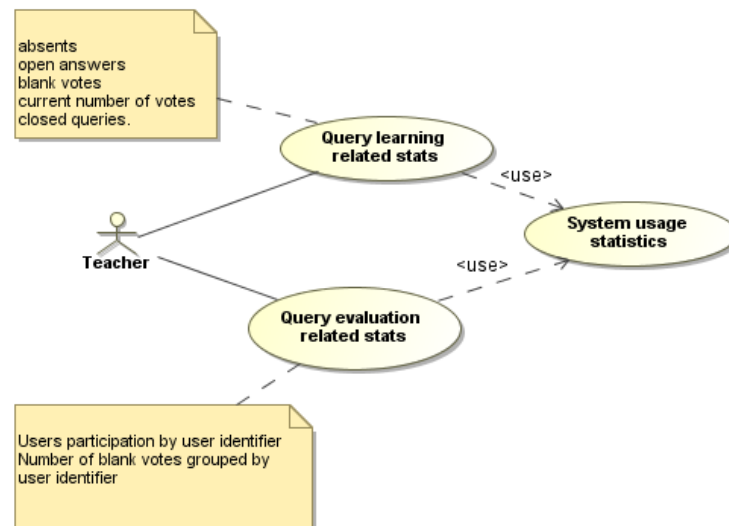 absents
open answers
blank votes
current number of votes
closed queries.
Query learning
related stats
<use>
System usage
statistics
Teacher
<use>
Query evaluation
related stats
Users participation by user identifier
Number of blank votes grouped by
user identifier